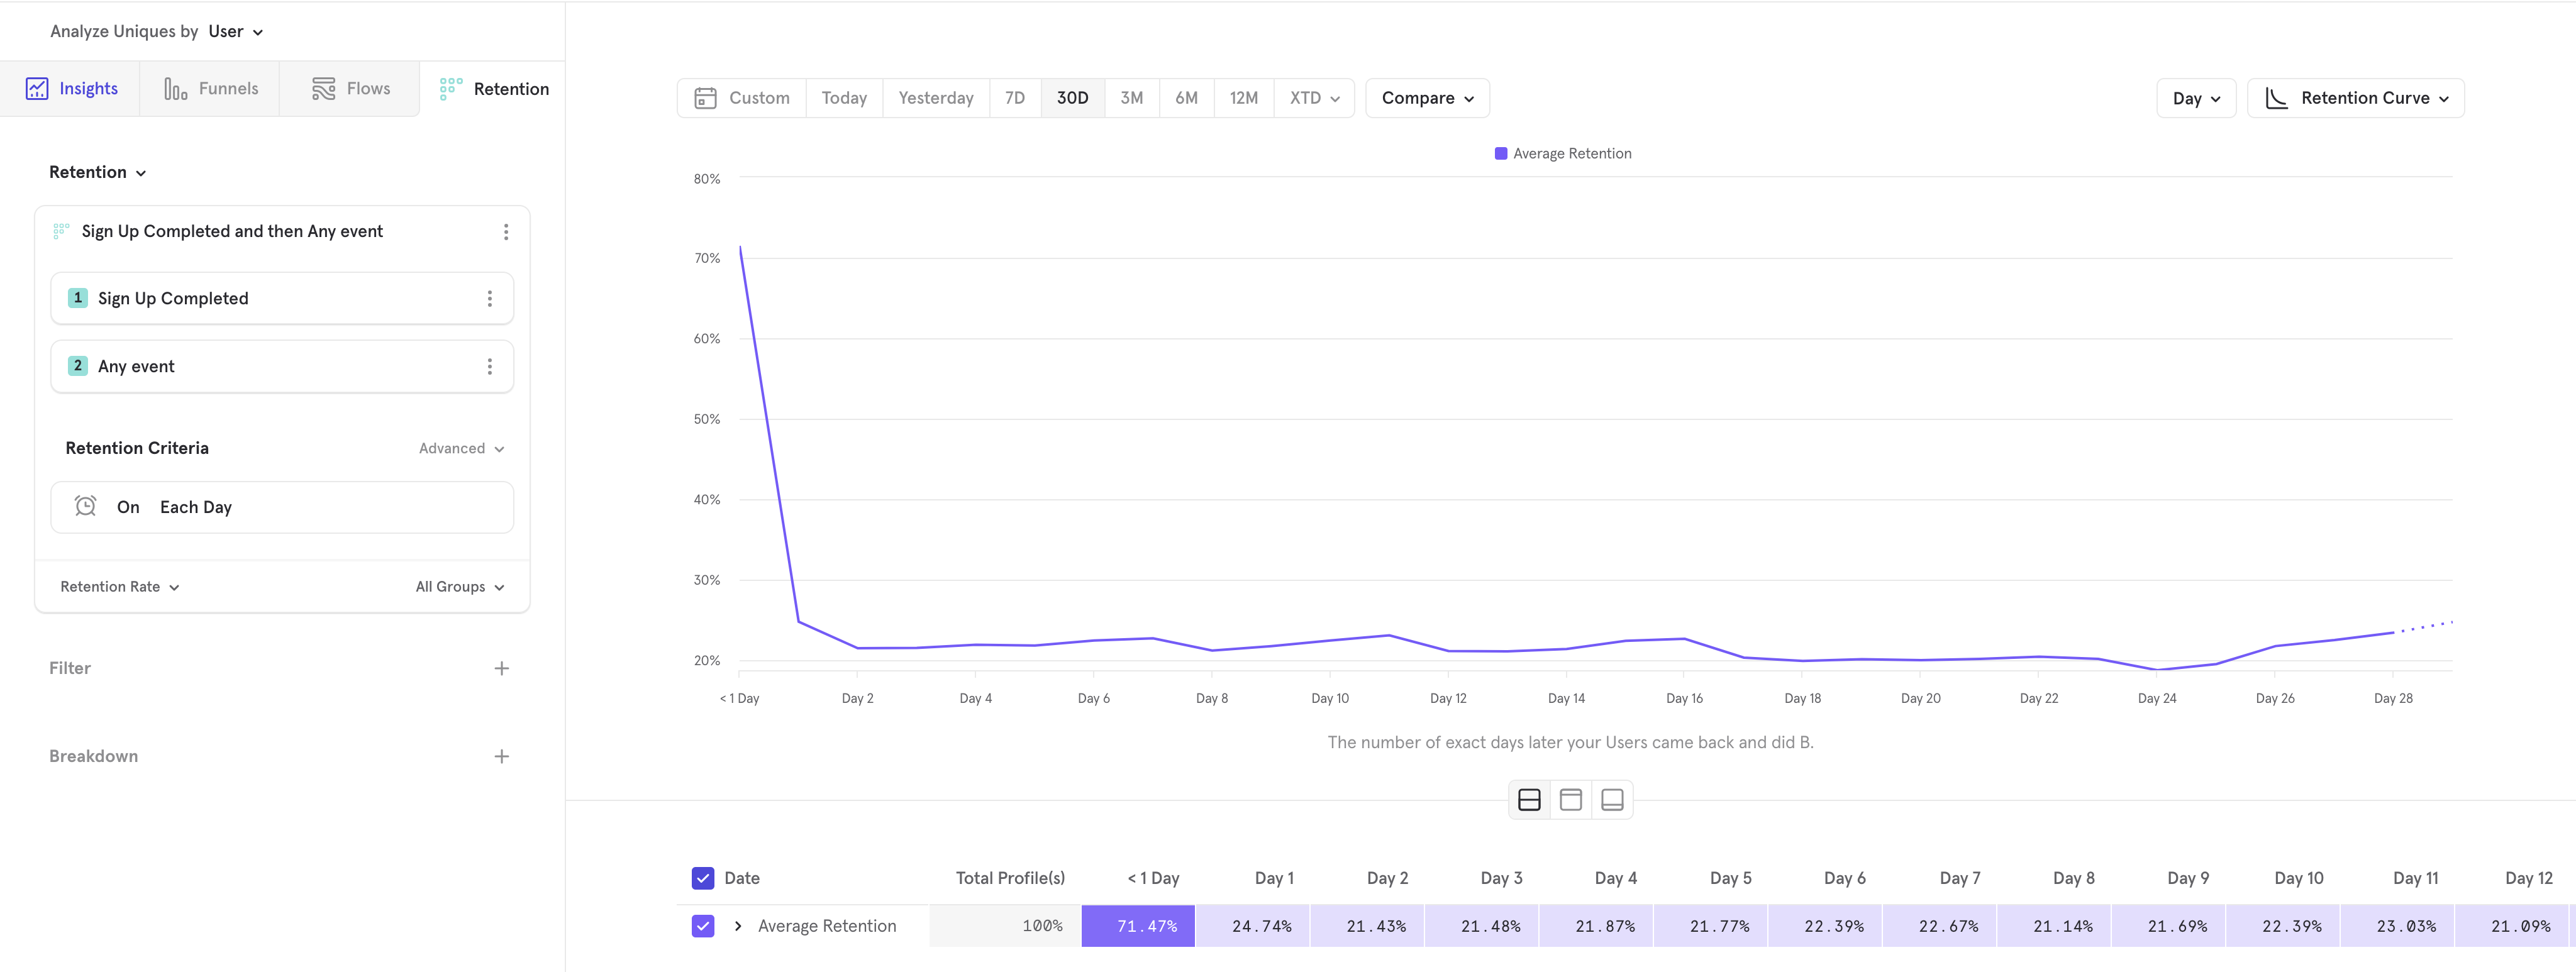 Analyze Uniques by User
Insights
Funnels
Flows
Retention
Retention
Sign Up Completed and then Any event
1 Sign Up Completed
2 Any event
Retention Criteria
Advanced
On Each Day
Retention Rate
All Groups
Filter
Breakdown
Custom
Today
Yesterday
7D
30D
3M
6M
12M
XTD
Compare
Day
Retention Curve
Average Retention
80%
70%
60%
50%
40%
30%
20%
< 1 Day
Day 2
Day 4
Day 6
Day 8
Day 10
Day 12
Day 14
Day 16
Day 18
Day 20
Day 22
Day 24
Day 26
Day 28
The number of exact days later your Users came back and did B.
Date Total Profile(s) < 1 Day Day 1 Day 2 Day 3 Day 4 Day 5 Day 6 Day 7 Day 8 Day 9 Day 10 Day 11 Day 12
Average Retention 100% 71.47% 24.74% 21.43% 21.48% 21.87% 21.77% 22.39% 22.67% 21.14% 21.69% 22.39% 23.03% 21.09%